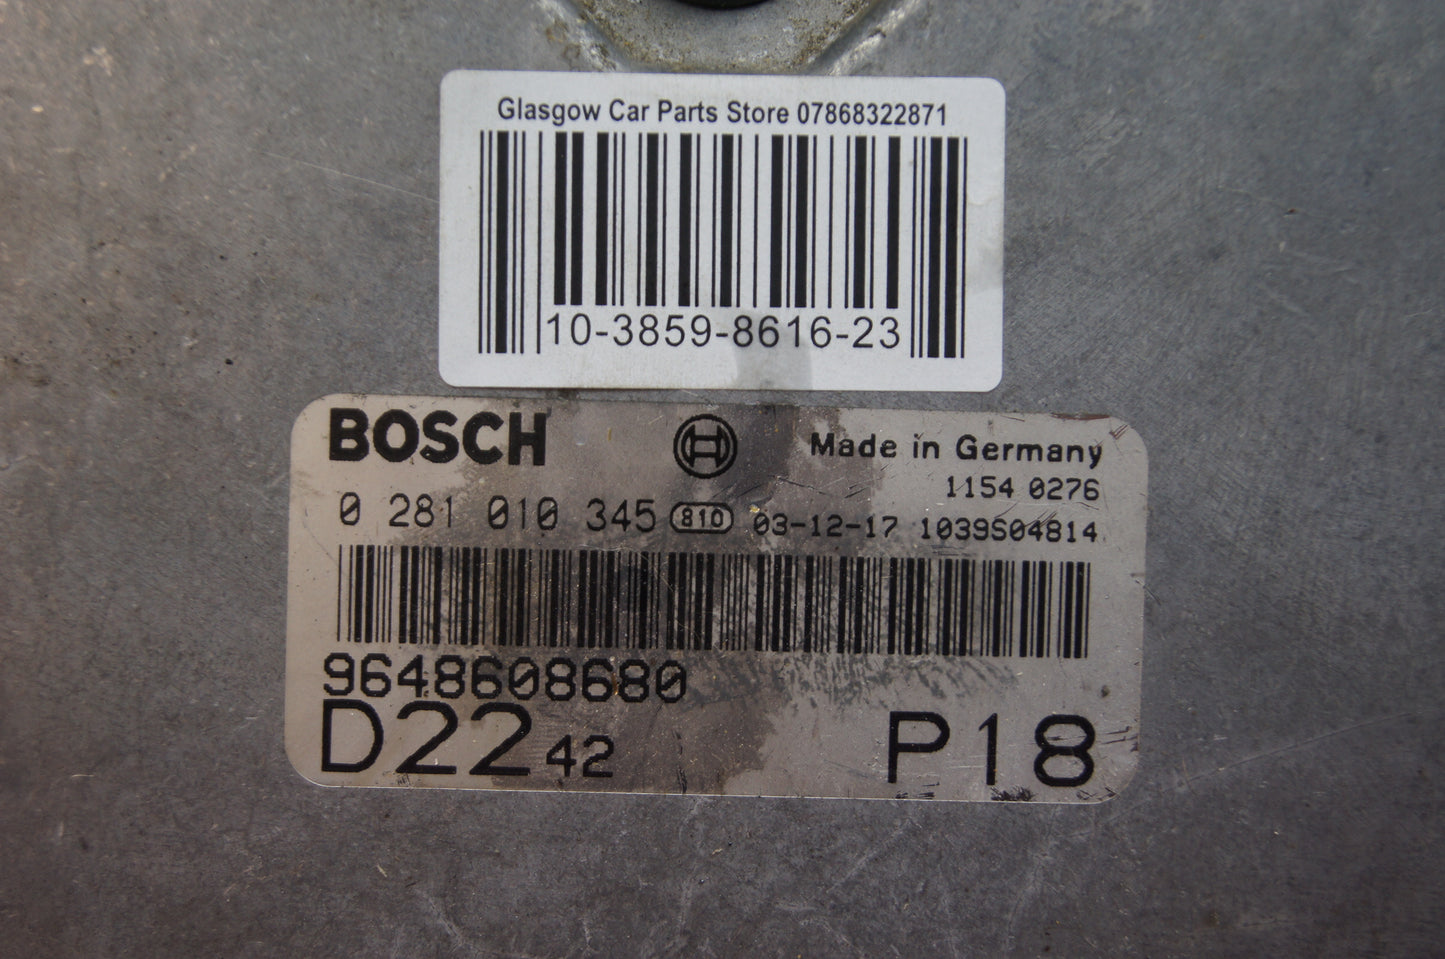 Glasgow Car Parts Store 07868322871
10-3859-8616-23
BOSCH
Made in Germany
1154 0276
0 281 010 345 810 03-12-17 1039S04814
9648608680
D22 42 P18